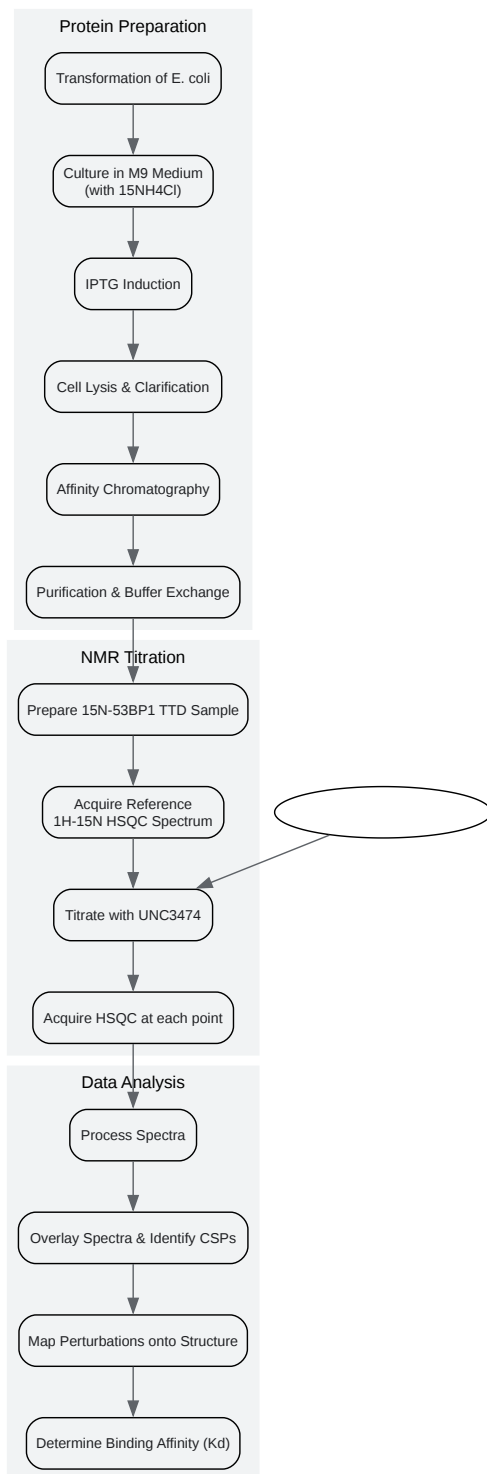 Protein Preparation
Transformation of E. coli
Culture in M9 Medium
(with 15NH4Cl)
IPTG Induction
Cell Lysis & Clarification
Affinity Chromatography
Purification & Buffer Exchange
NMR Titration
Prepare 15N-53BP1 TTD Sample
Acquire Reference
1H-15N HSQC Spectrum
Titrate with UNC3474
Acquire HSQC at each point
Data Analysis
Process Spectra
Overlay Spectra & Identify CSPs
Map Perturbations onto Structure
Determine Binding Affinity (Kd)